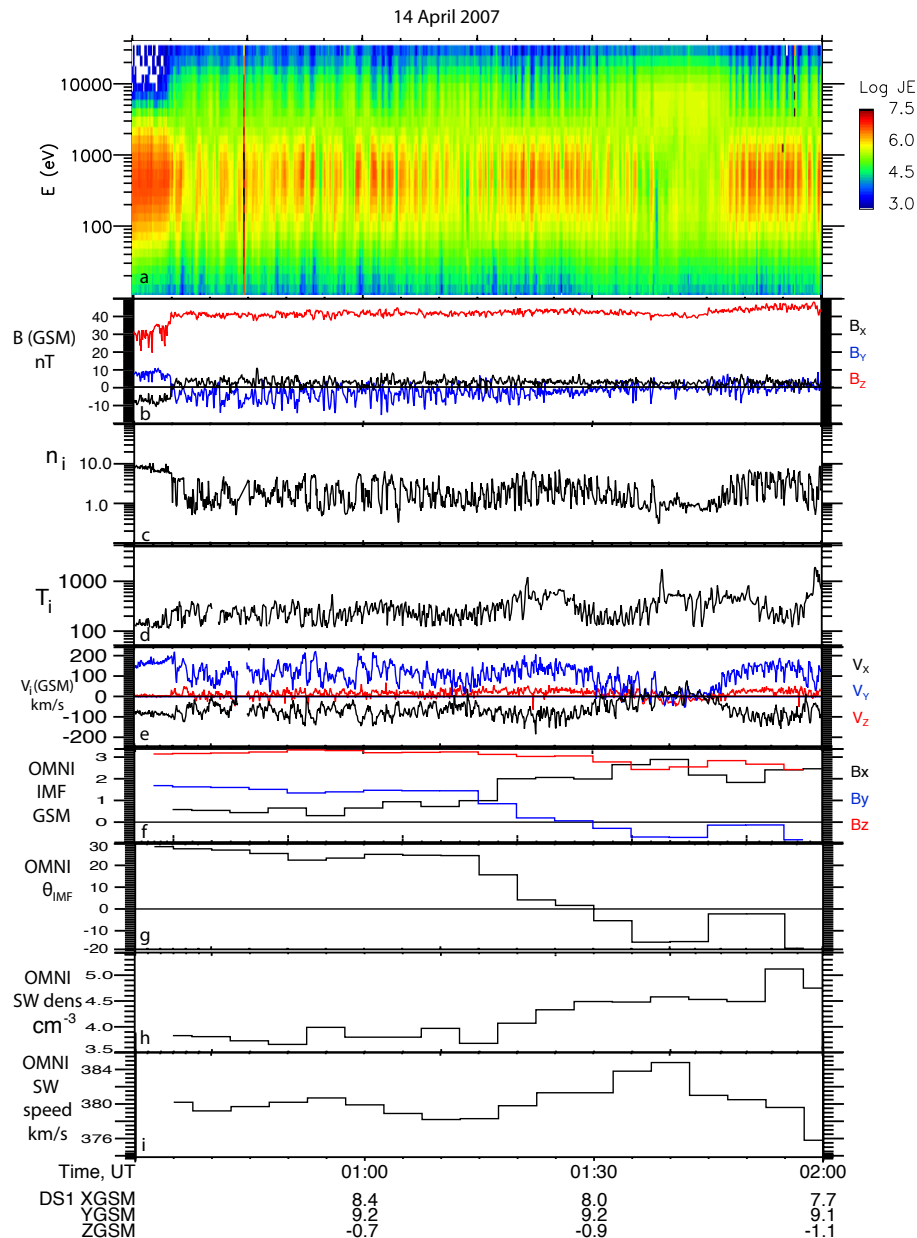 14 April 2007
10000
1000
100
E (eV)
a
Log JE
7.5
6.0
4.5
3.0
B (GSM)
nT
40
30
20
10
0
-10
b
BX
BY
BZ
ni
10.0
1.0
c
Ti
1000
100
d
Vi(GSM)
km/s
200
100
0
-100
-200
e
VX
VY
VZ
OMNI
IMF
GSM
3
2
1
0
f
Bx
By
Bz
OMNI
θIMF
30
20
10
0
-10
-20
g
OMNI
SW dens
cm-3
5.0
4.5
4.0
3.5
h
OMNI
SW
speed
km/s
384
380
376
i
Time, UT 01:00 01:30 02:00
DS1 XGSM 8.4 8.0 7.7
YGSM 9.2 9.2 9.1
ZGSM -0.7 -0.9 -1.1